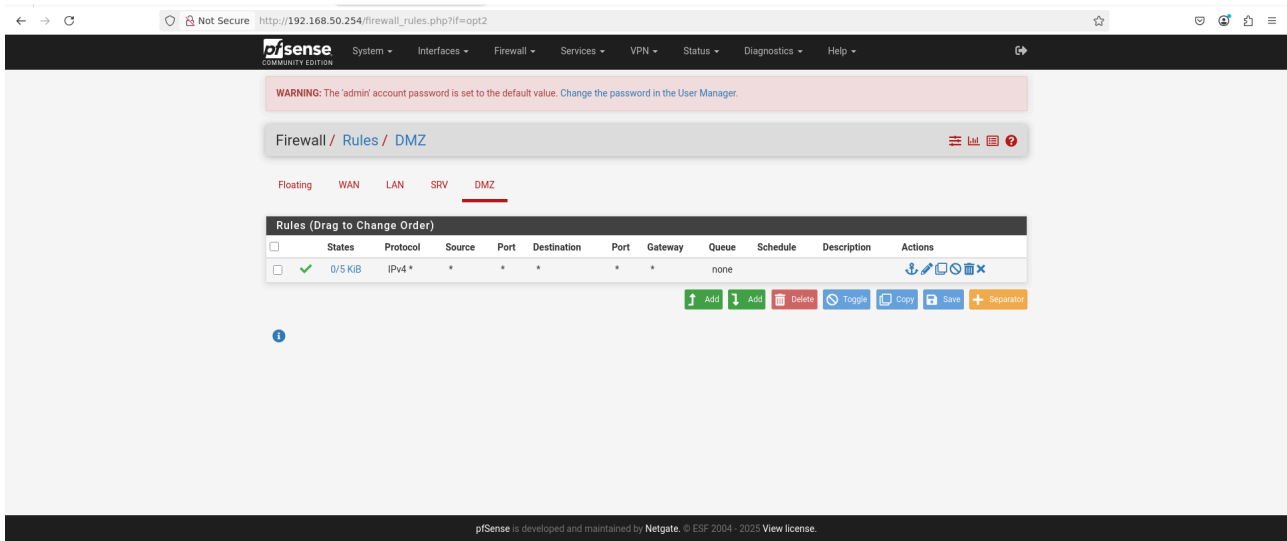 Not Secure http://192.168.50.254/firewall_rules.php?if=opt2
pfsense COMMUNITY EDITION System Interfaces Firewall Services VPN Status Diagnostics Help
WARNING: The 'admin' account password is set to the default value. Change the password in the User Manager.
Firewall / Rules / DMZ
Floating WAN LAN SRV DMZ
Rules (Drag to Change Order)
States Protocol Source Port Destination Port Gateway Queue Schedule Description Actions
0/5 KiB IPv4 * * * * * * none
Add Add Delete Toggle Copy Save Separator
pfSense is developed and maintained by Netgate. © ESF 2004 - 2025 View license.